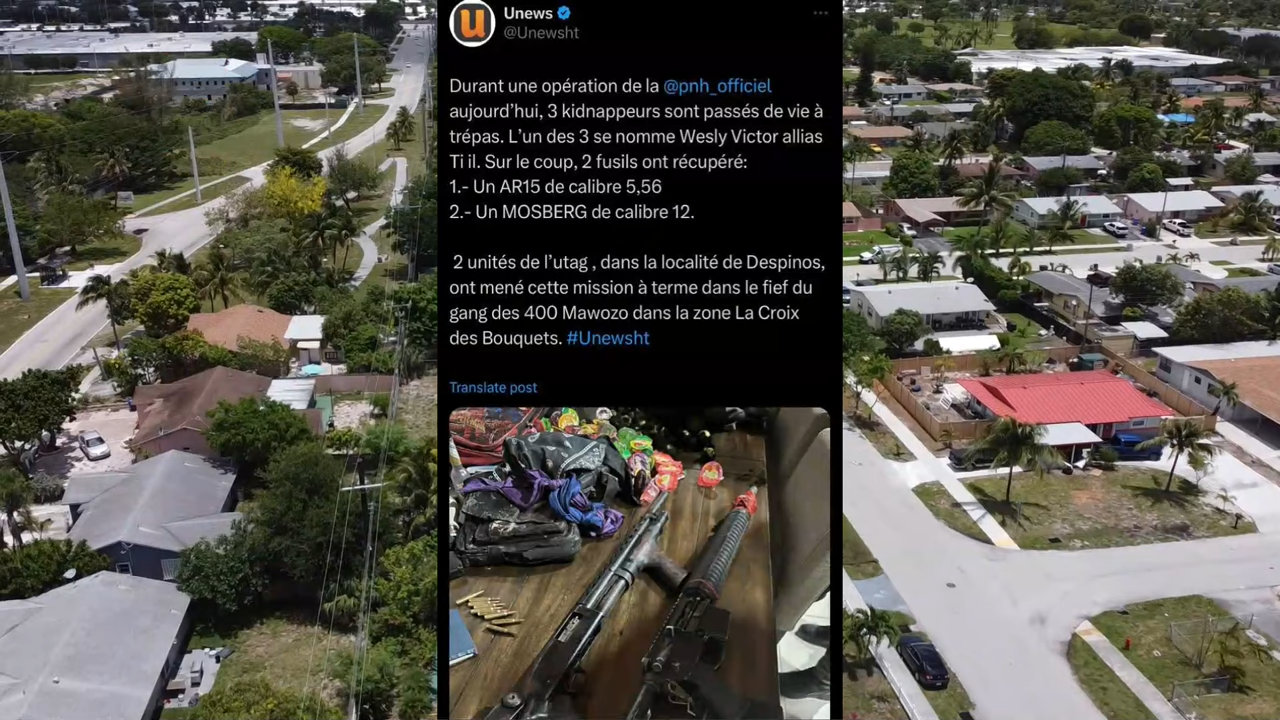 Unews
@Unewsht
Durant une opération de la @pnh_officiel
aujourd'hui, 3 kidnappeurs sont passés de vie à
trépas. L'un des 3 se nomme Wesly Victor allias
Ti il. Sur le coup, 2 fusils ont récupéré:
1.- Un AR15 de calibre 5,56
2.- Un MOSBERG de calibre 12.
2 unités de l'utag , dans la localité de Despinos,
ont mené cette mission à terme dans le fief du
gang des 400 Mawozo dans la zone La Croix
des Bouquets. #Unewsht
Translate post